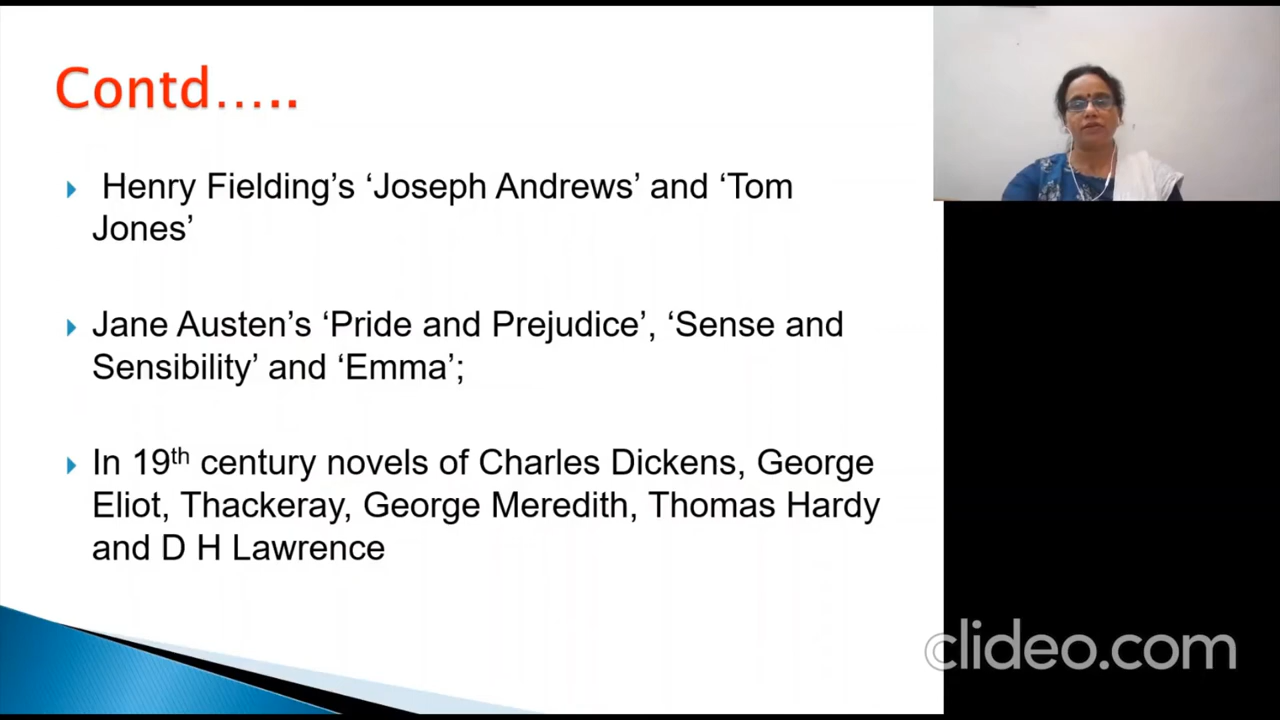 Contd…..
Henry Fielding’s ‘Joseph Andrews’ and ‘Tom
Jones’
Jane Austen’s ‘Pride and Prejudice’, ‘Sense and
Sensibility’ and ‘Emma’;
In 19th century novels of Charles Dickens, George
Eliot, Thackeray, George Meredith, Thomas Hardy
and D H Lawrence
clideo.com